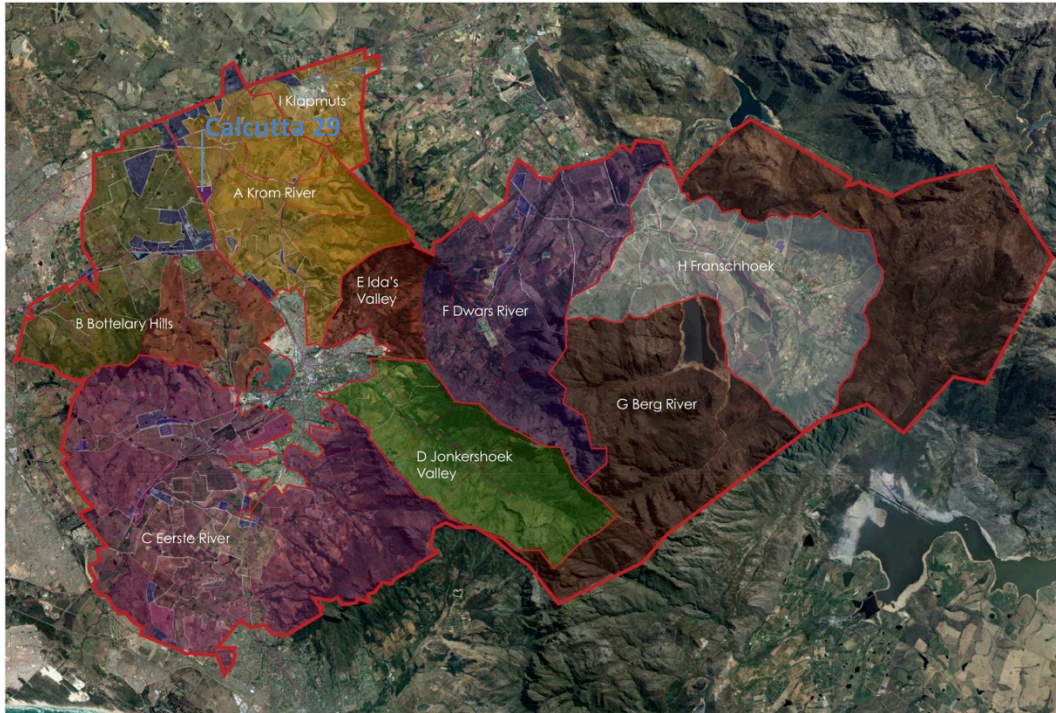 I Klapmuts
Calcutta 29
A Krom River
E Ida's
Valley
F Dwars River
H Franschhoek
B Bottelary Hills
G Berg River
D Jonkershoek
Valley
C Eerste River